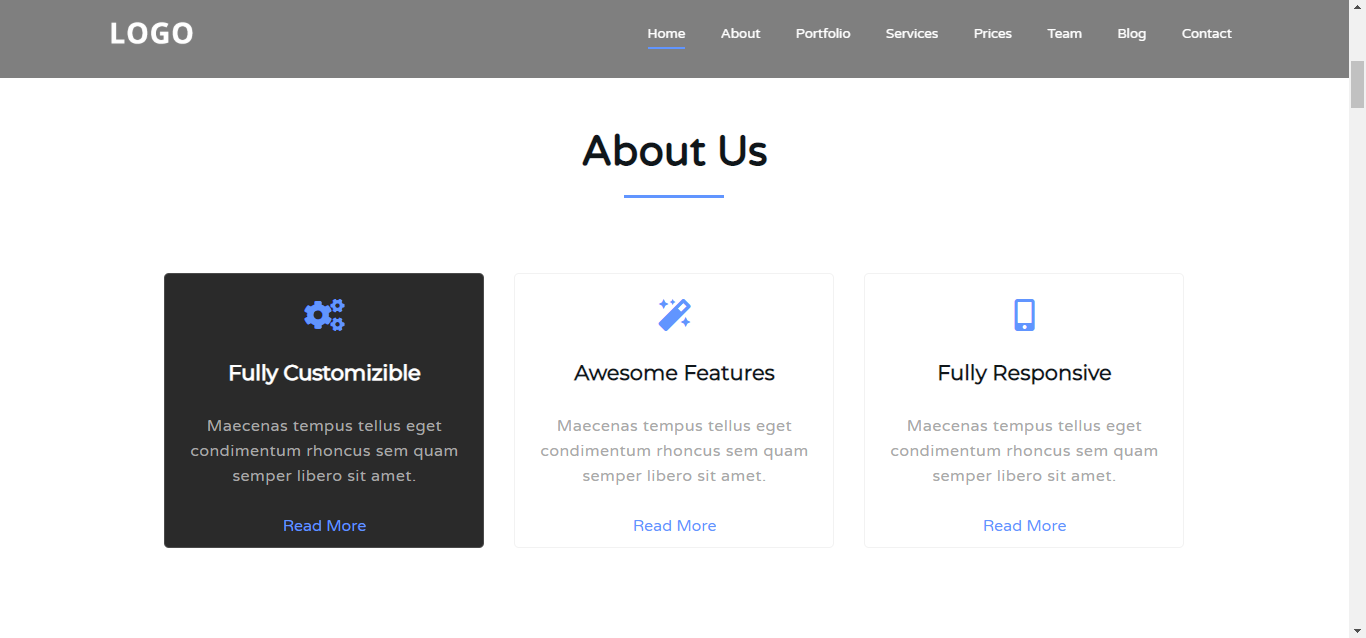 LOGO
Home About Portfolio Services Prices Team Blog Contact
About Us
Fully Customizible
Maecenas tempus tellus eget
condimentum rhoncus sem quam
semper libero sit amet.
Read More
Awesome Features
Maecenas tempus tellus eget
condimentum rhoncus sem quam
semper libero sit amet.
Read More
Fully Responsive
Maecenas tempus tellus eget
condimentum rhoncus sem quam
semper libero sit amet.
Read More